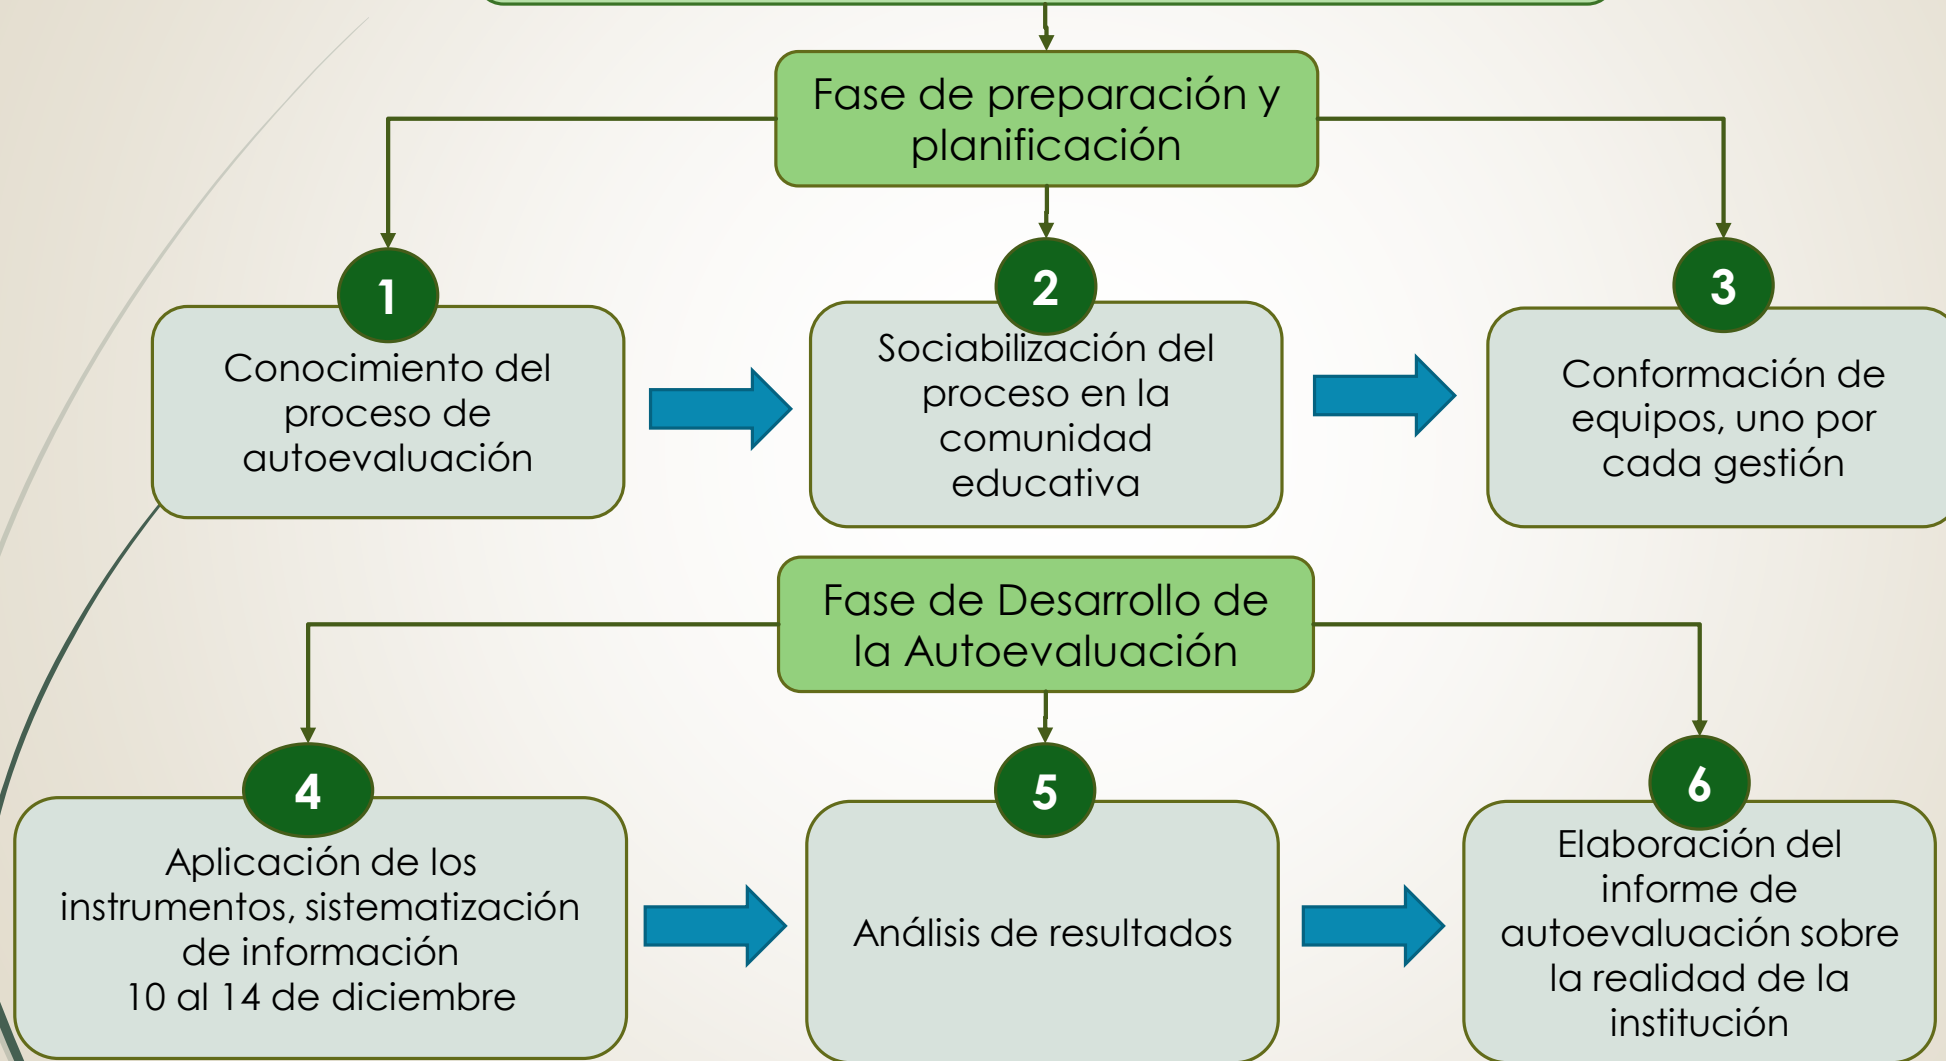 Fase de preparación y
planificación
1
Conocimiento del
proceso de
autoevaluación
2
Sociabilización del
proceso en la
comunidad
educativa
3
Conformación de
equipos, uno por
cada gestión
Fase de Desarrollo de
la Autoevaluación
4
Aplicación de los
instrumentos, sistematización
de información
10 al 14 de diciembre
5
Análisis de resultados
6
Elaboración del
informe de
autoevaluación sobre
la realidad de la
institución